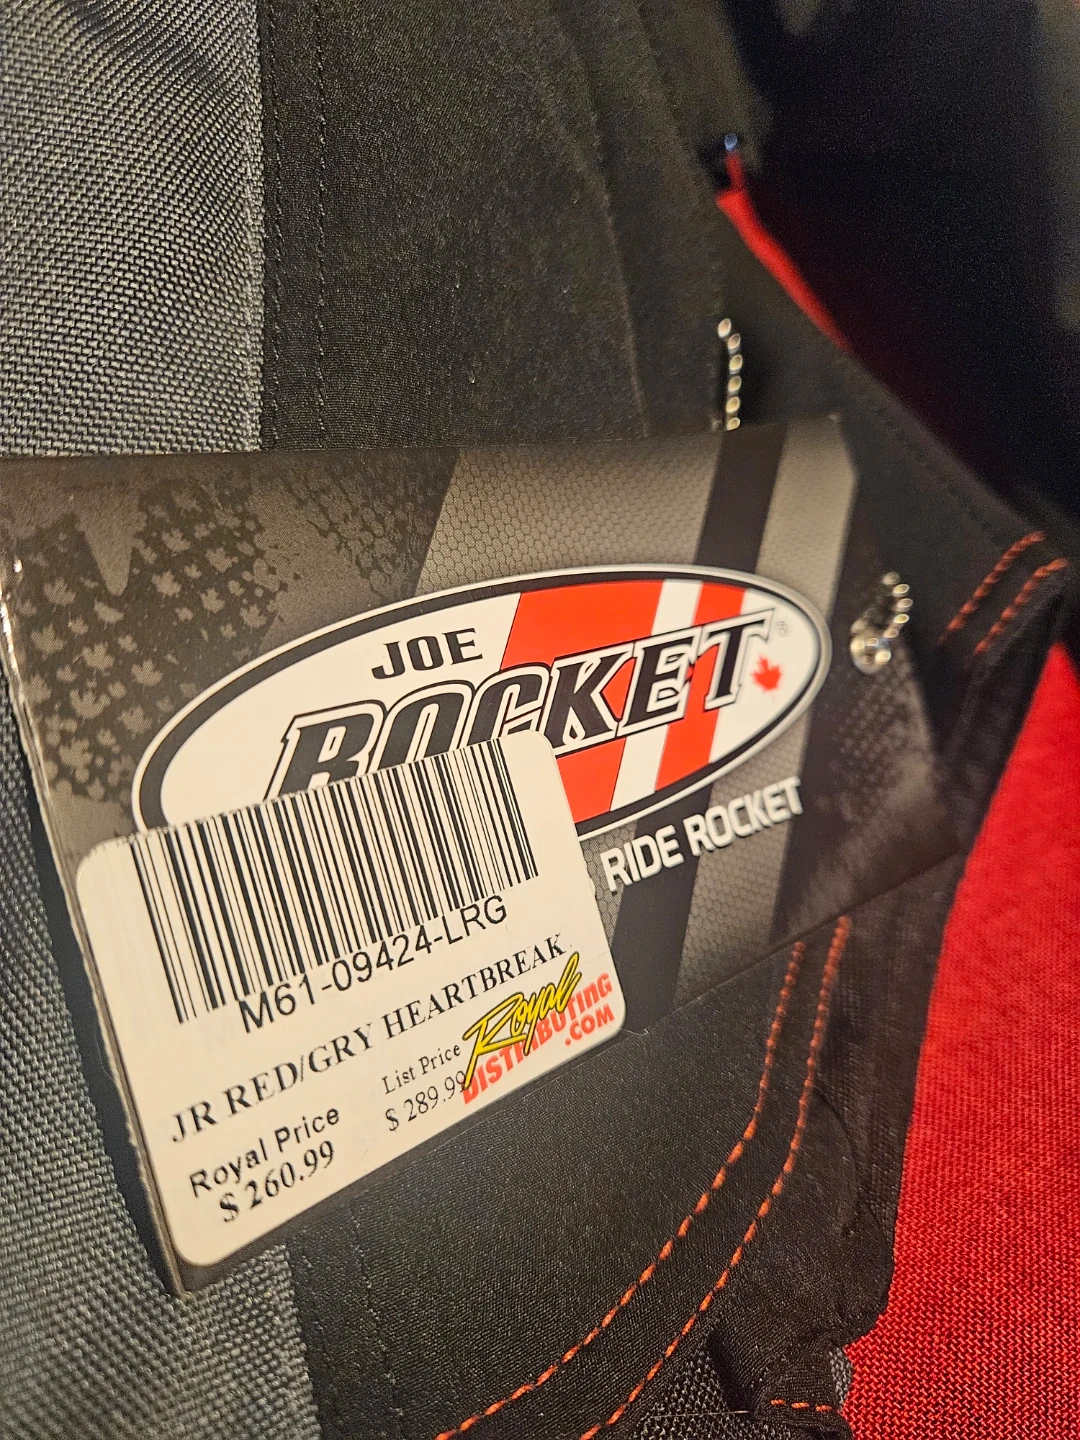 JOE
ROCKET®
RIDE ROCKET
M61-09424-LRG
JR RED/GRY HEARTBREAK
Royal
DISTRIBUTING
.COM
List Price
$ 289.99
Royal Price
$ 260.99